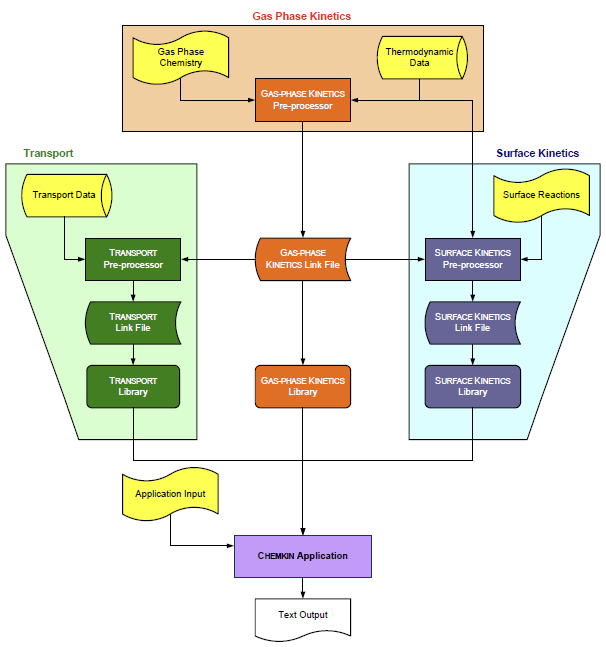 Gas Phase Kinetics
Gas Phase
Chemistry
Thermodynamic
Data
GAS-PHASE KINETICS
Pre-processor
Transport
Surface Kinetics
Transport Data
Surface Reactions
TRANSPORT
Pre-processor
GAS-PHASE
KINETICS Link File
SURFACE KINETICS
Pre-processor
TRANSPORT
Link File
SURFACE KINETICS
Link File
TRANSPORT
Library
GAS-PHASE KINETICS
Library
SURFACE KINETICS
Library
Application Input
CHEMKIN Application
Text Output